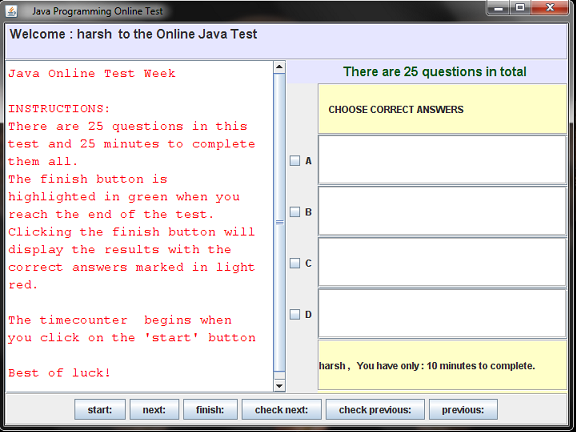 Java Programming Online Test
Welcome : harsh  to the Online Java Test
Java Online Test Week
INSTRUCTIONS:
There are 25 questions in this
test and 25 minutes to complete
them all.
The finish button is
highlighted in green when you
reach the end of the test.
Clicking the finish button will
display the results with the
correct answers marked in light
red.
The timecounter  begins when
you click on the 'start' button
Best of luck!
There are 25 questions in total
CHOOSE CORRECT ANSWERS
A
B
C
D
harsh ,  You have only : 10 minutes to complete.
start: next: finish: check next: check previous: previous: